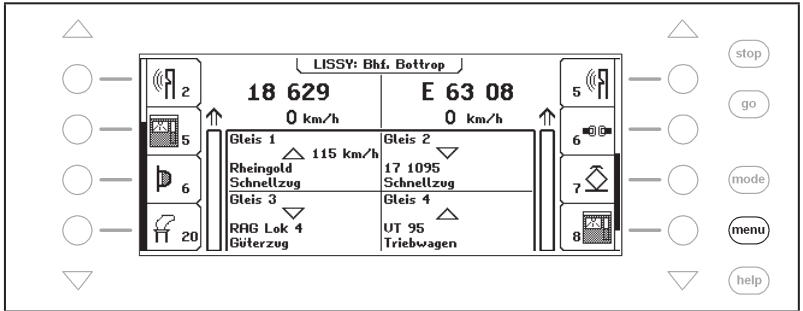 LISSY: Bhf. Bottrop
stop
2
18 629
E 63 08
5
go
0 km/h
0 km/h
5
Gleis 1
Gleis 2
6
115 km/h
Rheingold
17 1095
6
Schnellzug
Schnellzug
7
mode
Gleis 3
Gleis 4
RAG Lok 4
VT 95
20
Güterzug
Triebwagen
8
menu
help